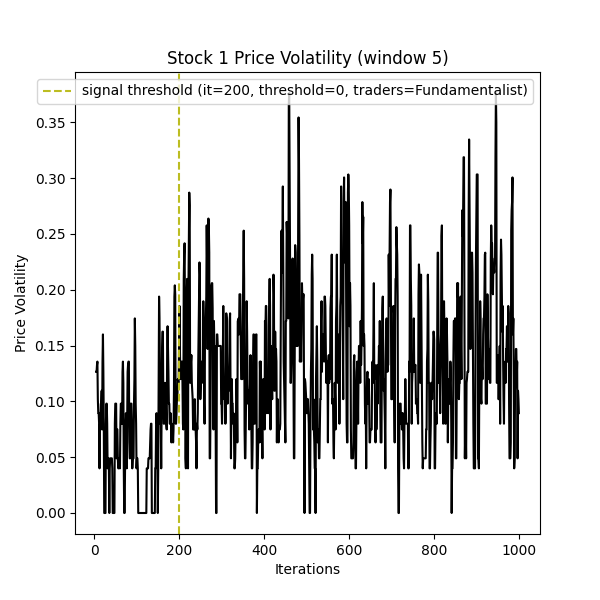 Stock 1 Price Volatility (window 5)
signal threshold (it=200, threshold=0, traders=Fundamentalist)
0.35
0.30
0.25
0.20
0.15
0.10
0.05
0.00
Price Volatility
0 200 400 600 800 1000
Iterations